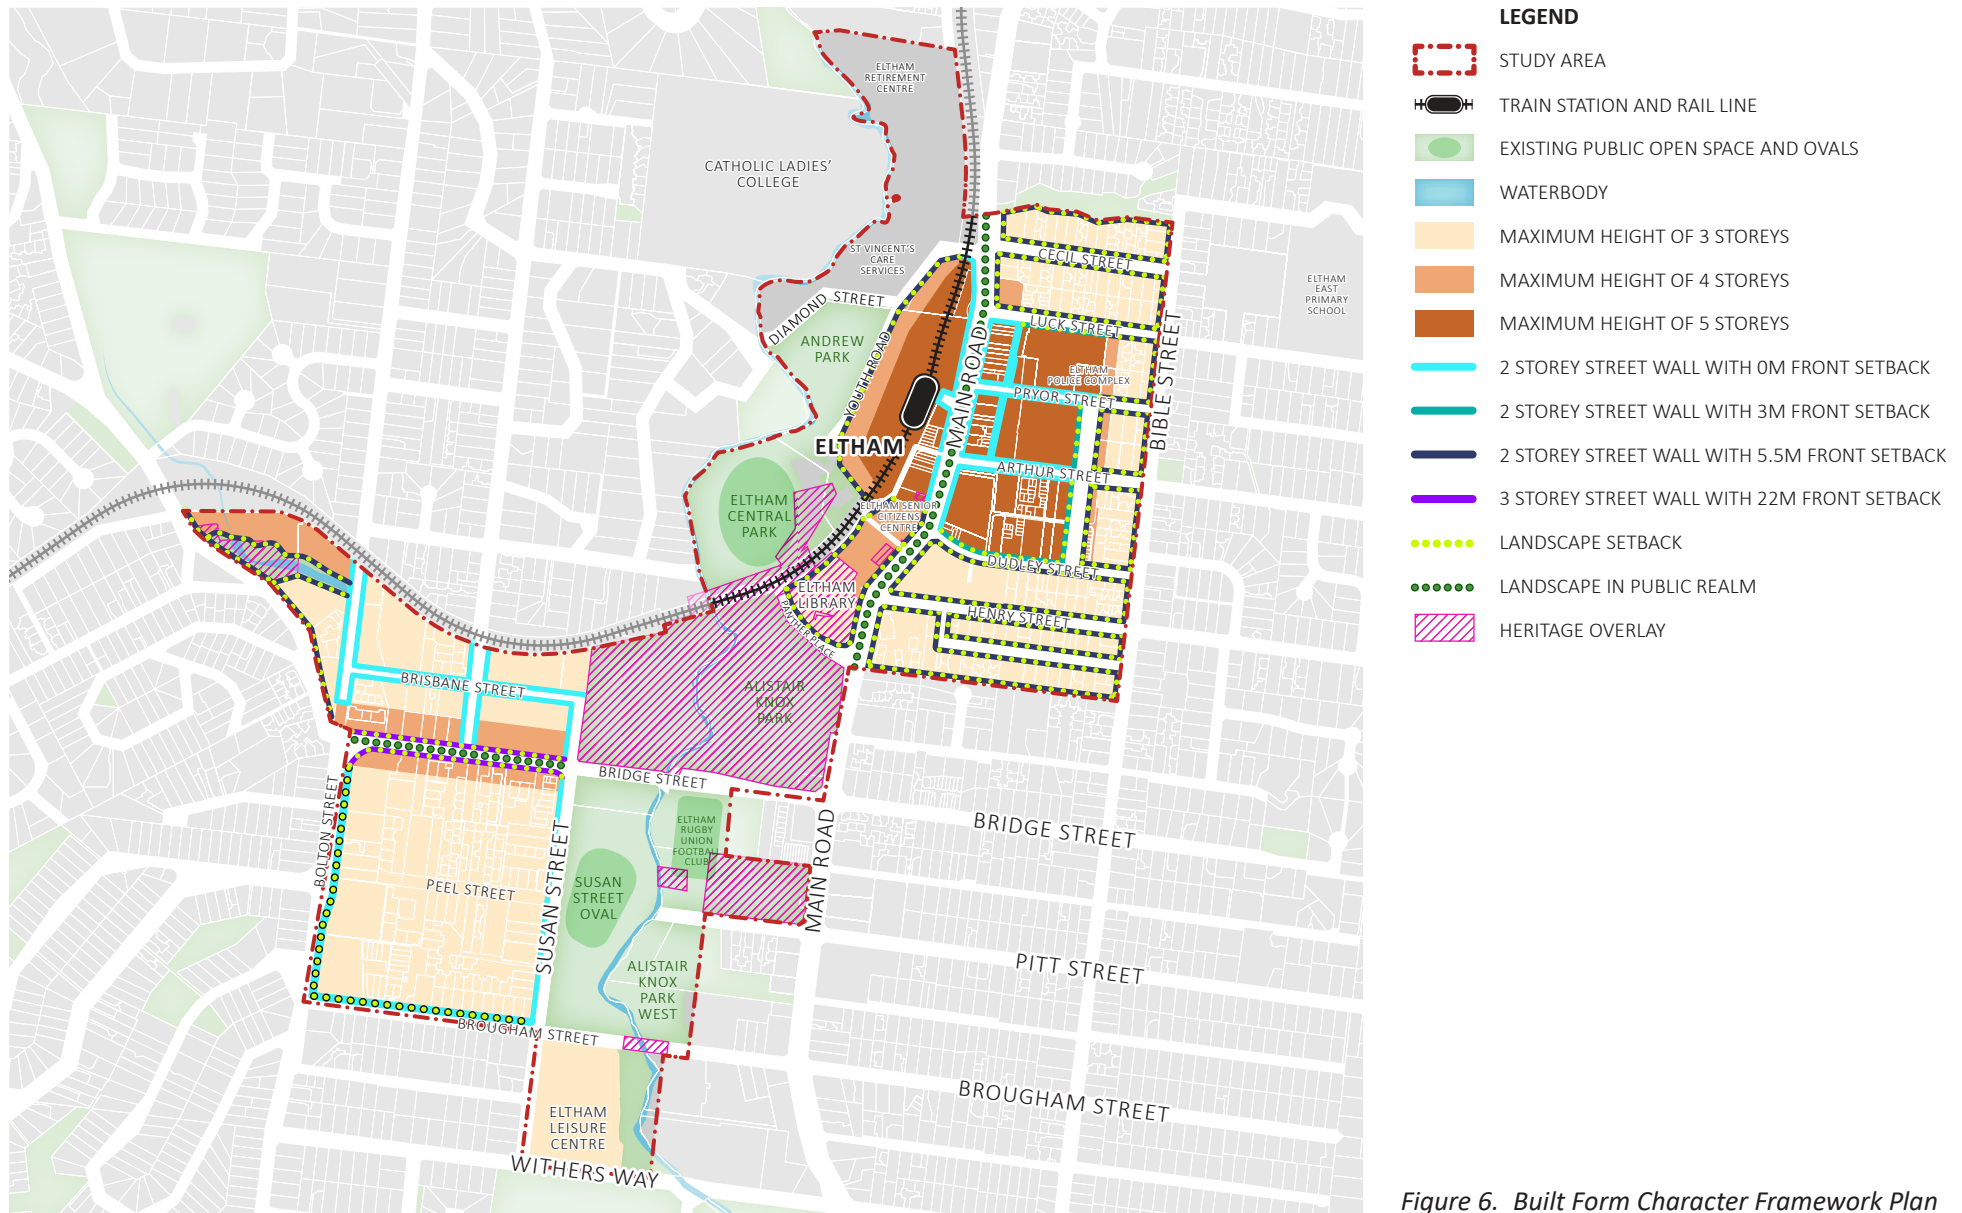 ELTHAM
RETIREMENT
CENTRE
CATHOLIC LADIES'
COLLEGE
ST VINCENT'S
CARE
SERVICES
CECIL STREET
ELTHAM
EAST
PRIMARY
SCHOOL
DIAMOND STREET
LUCK STREET
ANDREW
PARK
YOUTH ROAD
MAIN ROAD
BIBLE STREET
ELTHAM
POLICE COMPLEX
PRYOR STREET
ELTHAM
ARTHUR STREET
ELTHAM
CENTRAL
PARK
ELTHAM SENIOR
CITIZENS
CENTRE
DUDLEY STREET
ELTHAM
LIBRARY
PANTHER PLACE
HENRY STREET
BRISBANE STREET
ALISTAIR
KNOX
PARK
BRIDGE STREET
BOLTON STREET
BRIDGE STREET
ELTHAM
RUGBY
UNION
FOOTBALL
CLUB
MAIN ROAD
SUSAN STREET
PEEL STREET
SUSAN
STREET
OVAL
ALISTAIR
KNOX
PARK
WEST
PITT STREET
BROUGHAM STREET
BROUGHAM STREET
ELTHAM
LEISURE
CENTRE
WITHERS WAY
LEGEND
STUDY AREA
TRAIN STATION AND RAIL LINE
EXISTING PUBLIC OPEN SPACE AND OVALS
WATERBODY
MAXIMUM HEIGHT OF 3 STOREYS
MAXIMUM HEIGHT OF 4 STOREYS
MAXIMUM HEIGHT OF 5 STOREYS
2 STOREY STREET WALL WITH 0M FRONT SETBACK
2 STOREY STREET WALL WITH 3M FRONT SETBACK
2 STOREY STREET WALL WITH 5.5M FRONT SETBACK
3 STOREY STREET WALL WITH 22M FRONT SETBACK
LANDSCAPE SETBACK
LANDSCAPE IN PUBLIC REALM
HERITAGE OVERLAY
Figure 6. Built Form Character Framework Plan